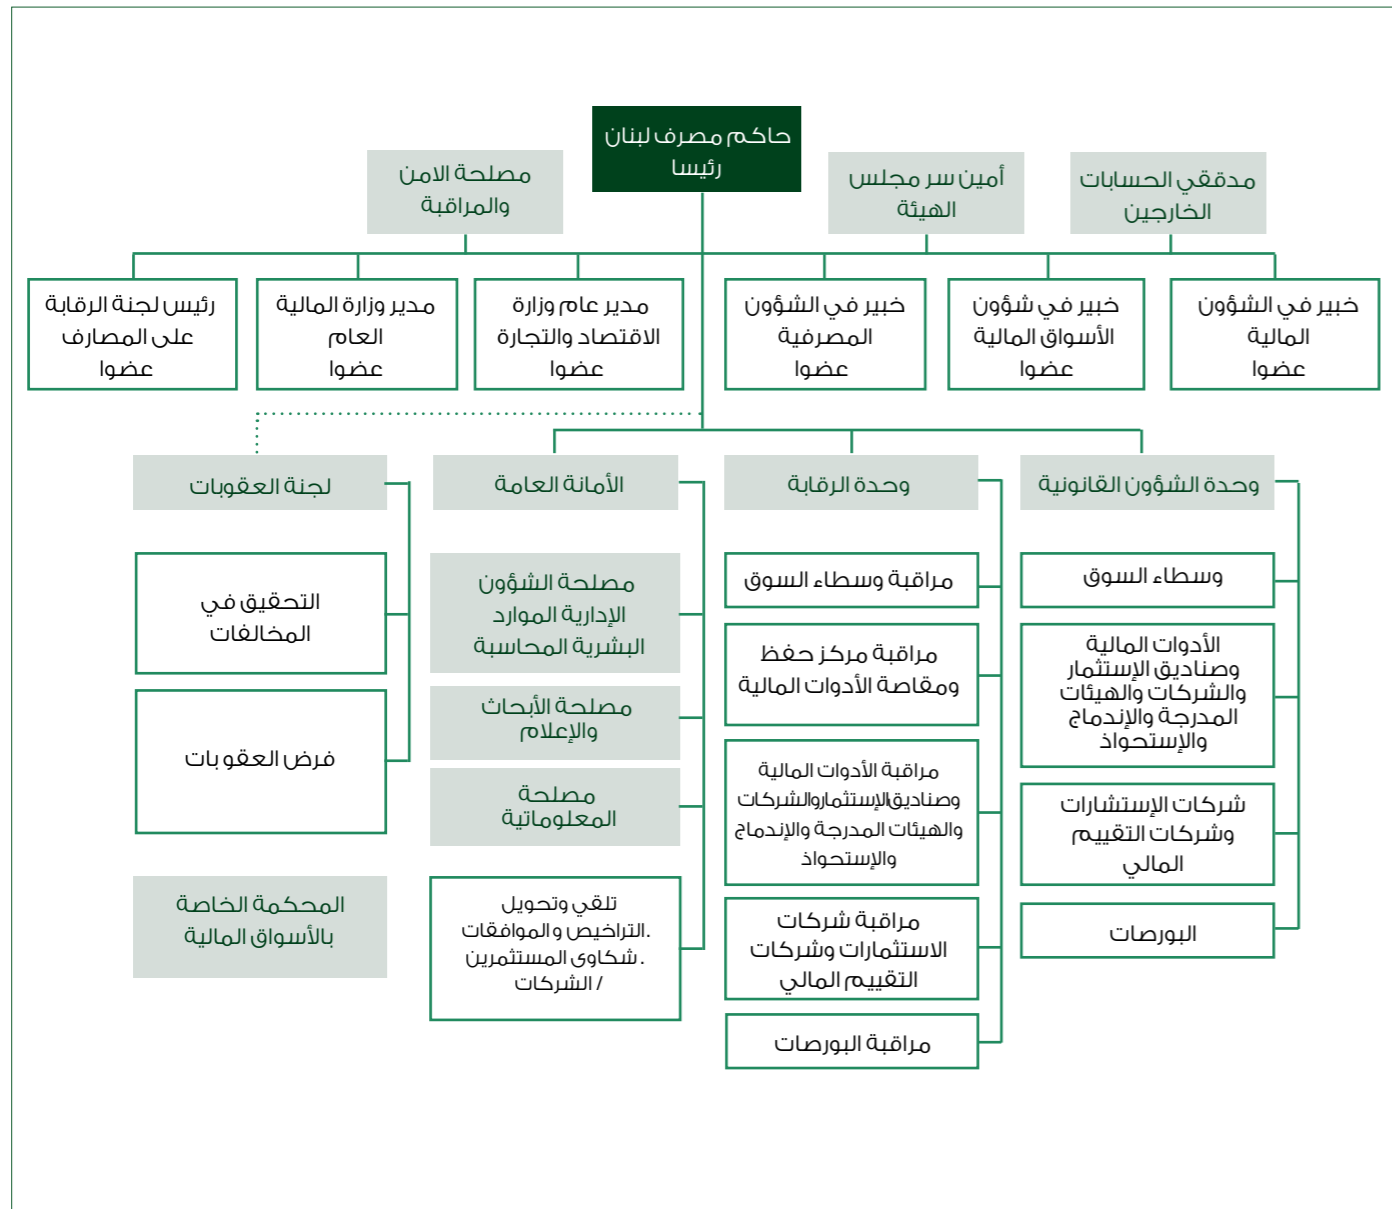 حاكم مصرف لبنان
رئيسا
مدققي الحسابات
الخارجين
أمين سر مجلس
الهيئة
مصلحة الامن
والمراقبة
خبير في الشؤون
المالية
عضوا
خبير في شؤون
الأسواق المالية
عضوا
خبير في الشؤون
المصرفية
عضوا
مدير عام وزارة
الاقتصاد والتجارة
عضوا
مدير وزارة المالية
العام
عضوا
رئيس لجنة الرقابة
على المصارف
عضوا
وحدة الشؤون القانونية
وسطاء السوق
الأدوات المالية
وصناديق الإستثمار
والشركات والهيئات
المدرجة والإندماج
والإستحواذ
شركات الإستشارات
وشركات التقييم
المالي
البورصات
وحدة الرقابة
مراقبة وسطاء السوق
مراقبة مركز حفظ
ومقاصة الأدوات المالية
مراقبة الأدوات المالية
وصناديق الإستثمار والشركات
والهيئات المدرجة والإندماج
والإستحواذ
مراقبة شركات
الاستثمارات وشركات
التقييم المالي
مراقبة البورصات
الأمانة العامة
مصلحة الشؤون
الإدارية الموارد
البشرية المحاسبة
مصلحة الأبحاث
والإعلام
مصلحة
المعلوماتية
تلقي وتحويل
.التراخيص و الموافقات
. شكاوى المستثمرين
/ الشركات
لجنة العقوبات
التحقيق في
المخالفات
فرض العقو بات
المحكمة الخاصة
بالأسواق المالية